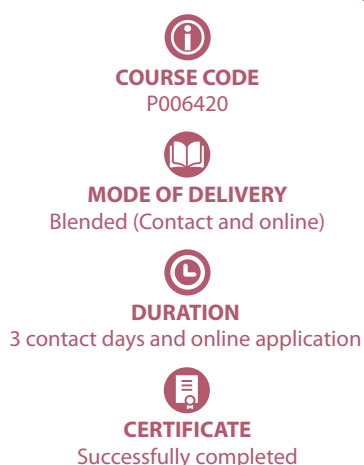 COURSE CODE
P006420
MODE OF DELIVERY
Blended (Contact and online)
DURATION
3 contact days and online application
CERTIFICATE
Successfully completed